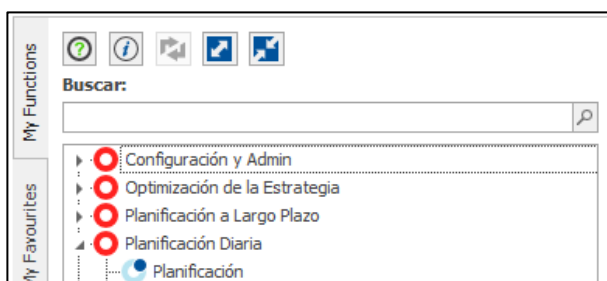 My Functions
My Favourites
Buscar:
Configuración y Admin
Optimización de la Estrategia
Planificación a Largo Plazo
Planificación Diaria
Planificación